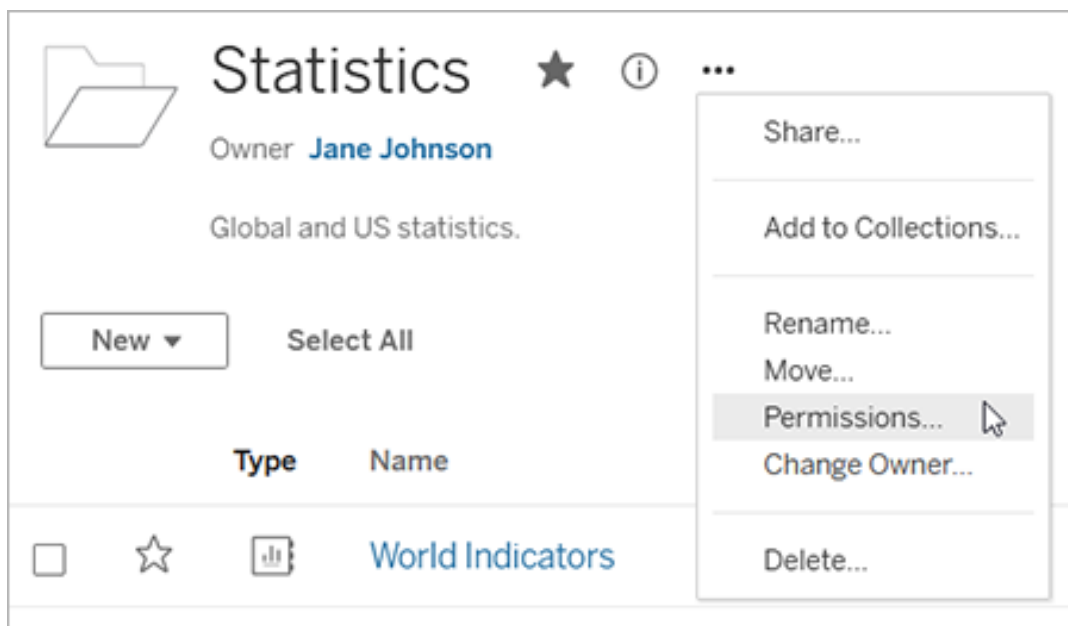 Statistics
Owner Jane Johnson
Global and US statistics.
New
Select All
Type Name
World Indicators
Share...
Add to Collections...
Rename...
Move...
Permissions...
Change Owner...
Delete...